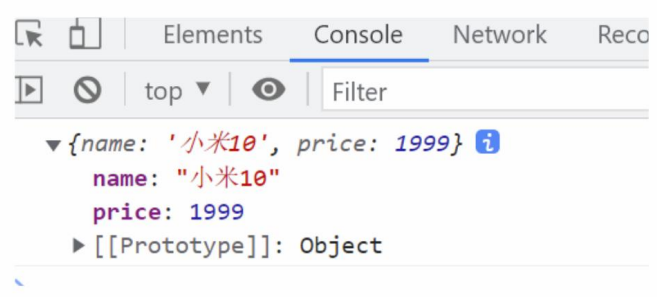 Elements Console Network Reco
top ▼ Filter
▼{name: '小米10', price: 1999} i
name: "小米10"
price: 1999
▶[[Prototype]]: Object